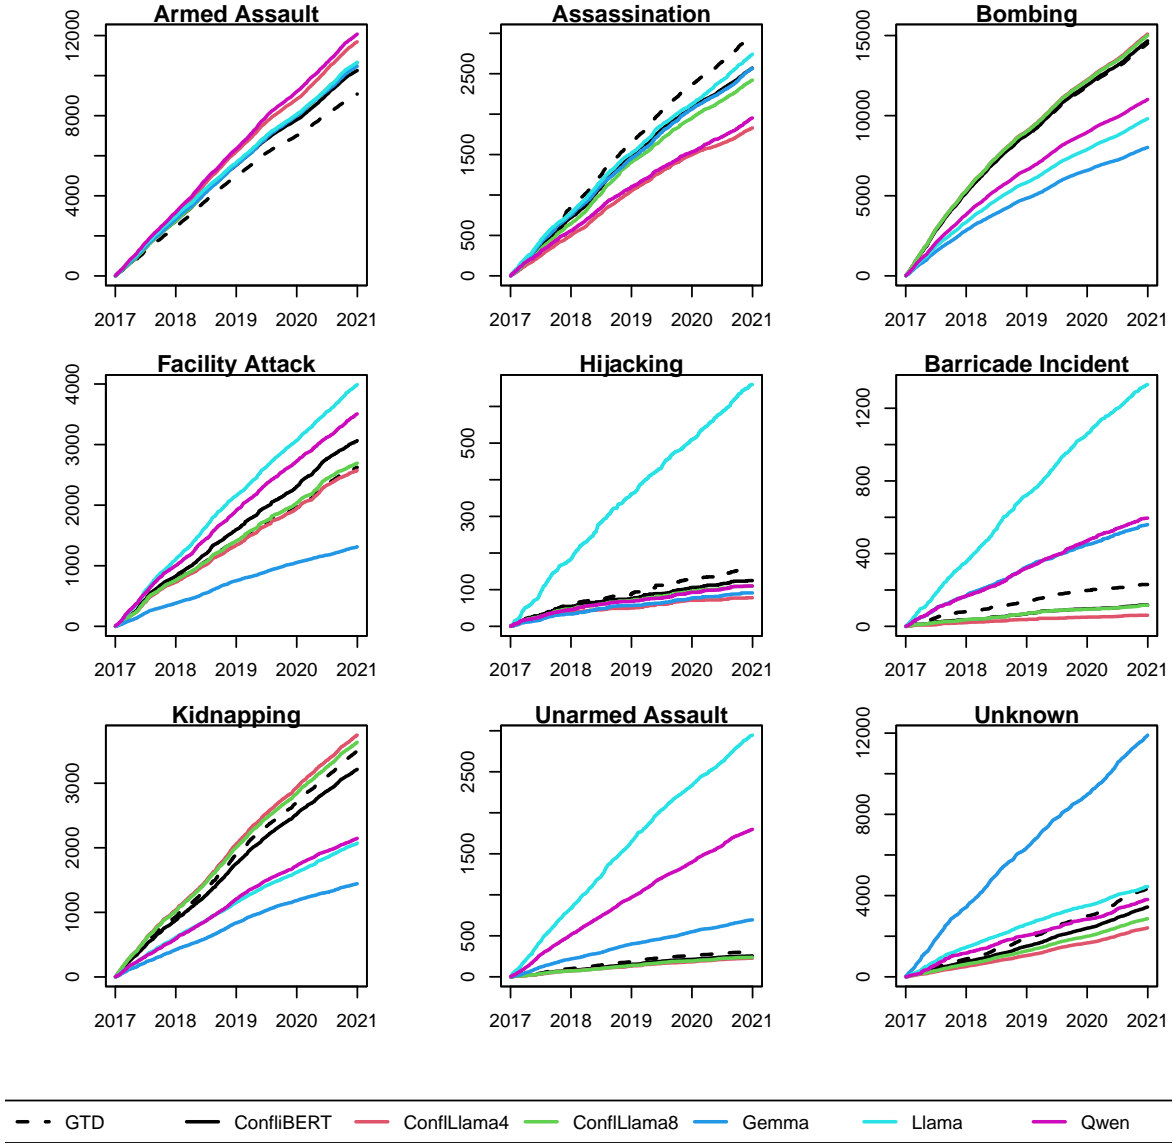 Armed Assault
Assassination
Bombing
0 4000 8000 12000
0 500 1500 2500
0 5000 10000 15000
2017 2018 2019 2020 2021
2017 2018 2019 2020 2021
2017 2018 2019 2020 2021
Facility Attack
Hijacking
Barricade Incident
0 1000 2000 3000 4000
0 100 300 500
0 400 800 1200
2017 2018 2019 2020 2021
2017 2018 2019 2020 2021
2017 2018 2019 2020 2021
Kidnapping
Unarmed Assault
Unknown
0 1000 2000 3000
0 500 1500 2500
0 4000 8000 12000
2017 2018 2019 2020 2021
2017 2018 2019 2020 2021
2017 2018 2019 2020 2021
GTD ConfliBERT ConflLlama4 ConflLlama8 Gemma Llama Qwen